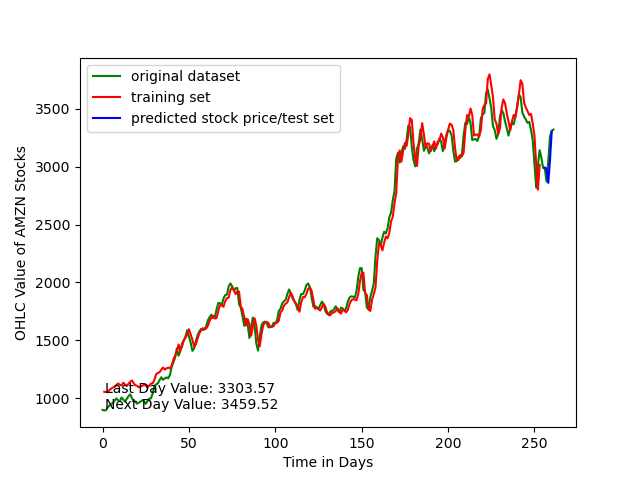 original dataset
training set
predicted stock price/test set
3500
3000
2500
2000
1500
1000
OHLC Value of AMZN Stocks
Last Day Value: 3303.57
Next Day Value: 3459.52
0 50 100 150 200 250
Time in Days